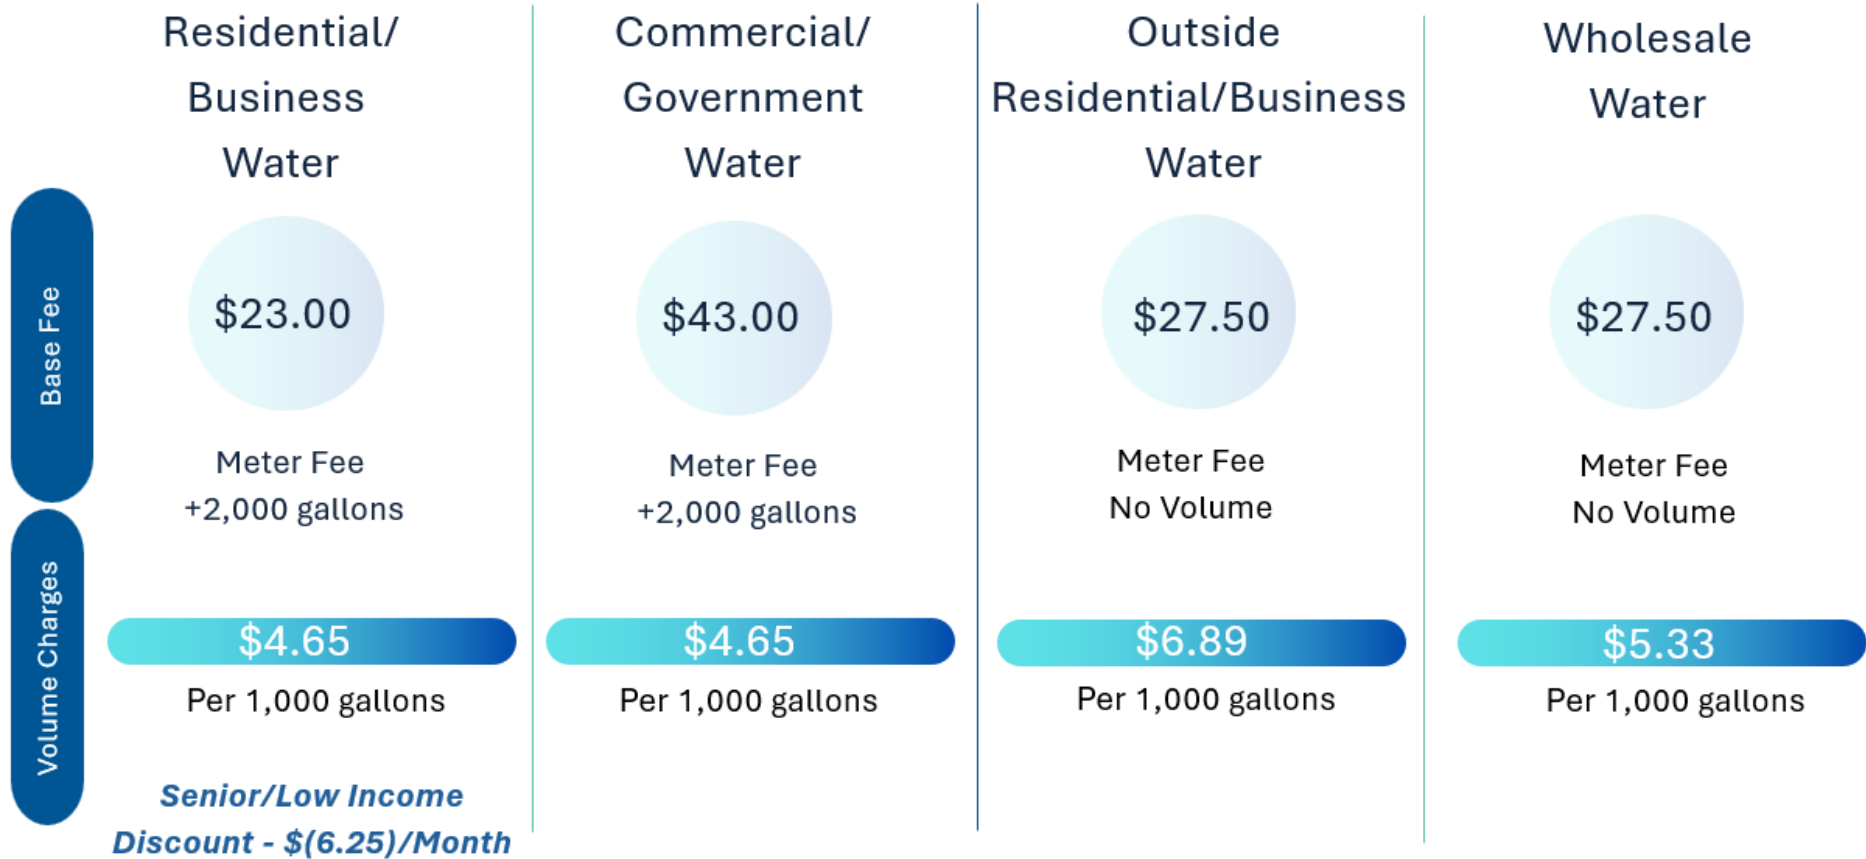 Residential/
Business
Water
Commercial/
Government
Water
Outside
Residential/Business
Water
Wholesale
Water
Base Fee
$23.00
$43.00
$27.50
$27.50
Meter Fee
+2,000 gallons
Meter Fee
+2,000 gallons
Meter Fee
No Volume
Meter Fee
No Volume
Volume Charges
$4.65
Per 1,000 gallons
$4.65
Per 1,000 gallons
$6.89
Per 1,000 gallons
$5.33
Per 1,000 gallons
Senior/Low Income
Discount - $(6.25)/Month